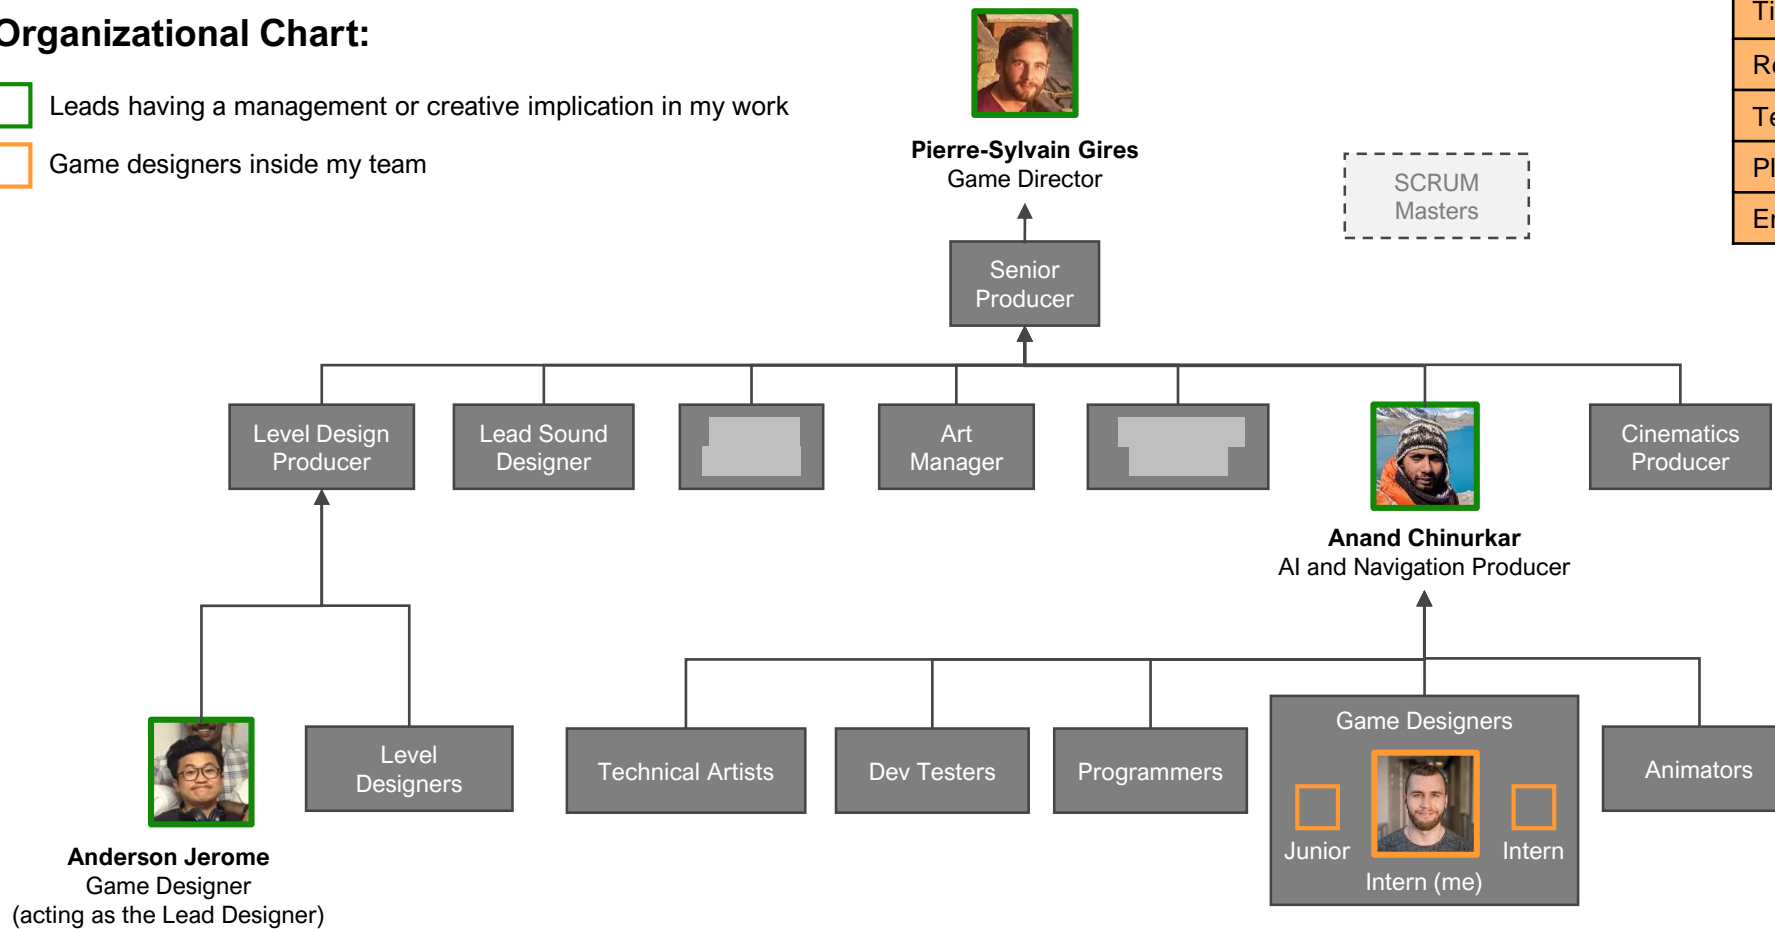 Organizational Chart:
Leads having a management or creative implication in my work
Game designers inside my team
Pierre-Sylvain Gires
Game Director
SCRUM
Masters
Senior
Producer
Level Design
Producer
Lead Sound
Designer
Art
Manager
Cinematics
Producer
Anand Chinurkar
AI and Navigation Producer
Level
Designers
Technical Artists
Dev Testers
Programmers
Game Designers
Junior
Intern
Intern (me)
Animators
Anderson Jerome
Game Designer
(acting as the Lead Designer)